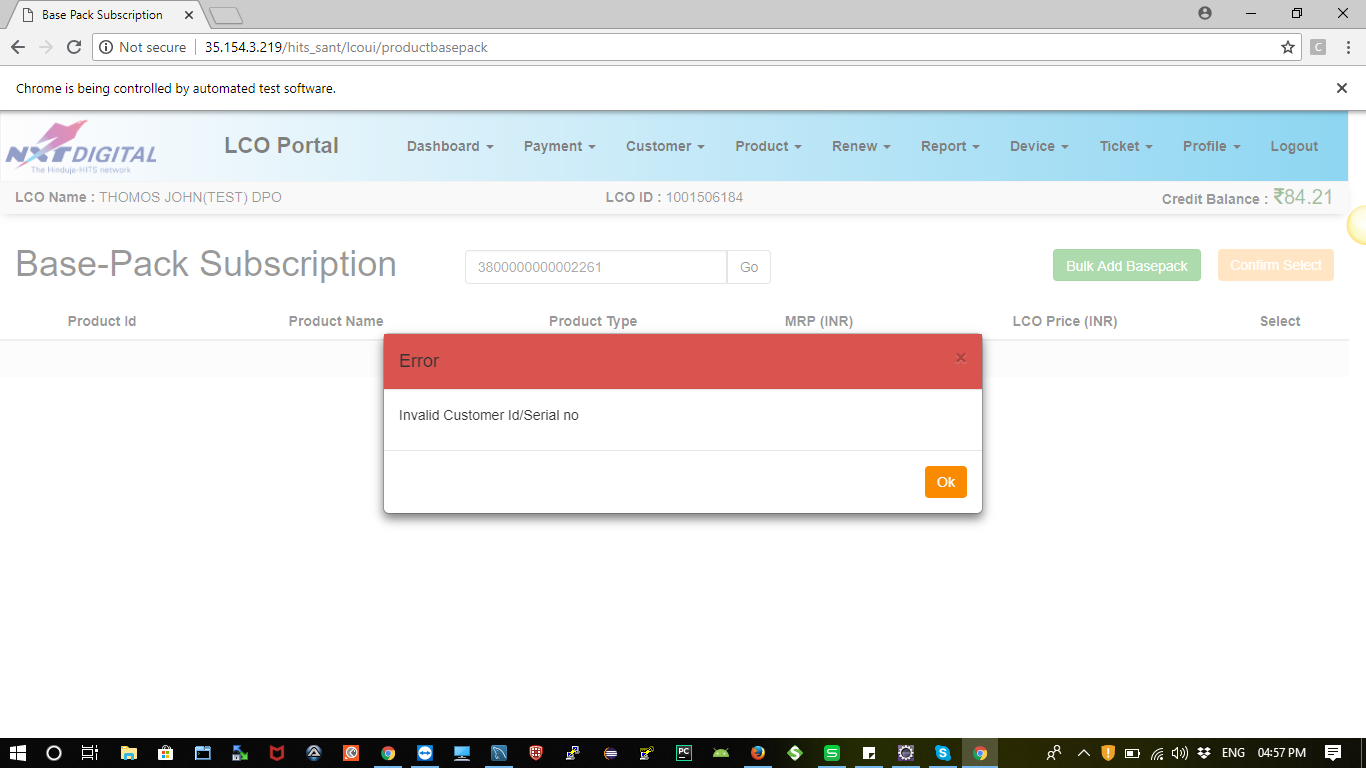 Base Pack Subscription
Not secure 35.154.3.219/hits_sant/lcoui/productbasepack
C
Chrome is being controlled by automated test software.
NXTDIGITAL
The Hinduja-HITS network
LCO Portal Dashboard Payment Customer Product Renew Report Device Ticket Profile Logout
LCO Name : THOMOS JOHN(TEST) DPO LCO ID : 1001506184 Credit Balance : ₹84.21
Base-Pack Subscription 3800000000002261 Go Bulk Add Basepack Confirm Select
Product Id Product Name Product Type MRP (INR) LCO Price (INR) Select
Error ×
Invalid Customer Id/Serial no
Ok
PC S S ENG 04:57 PM